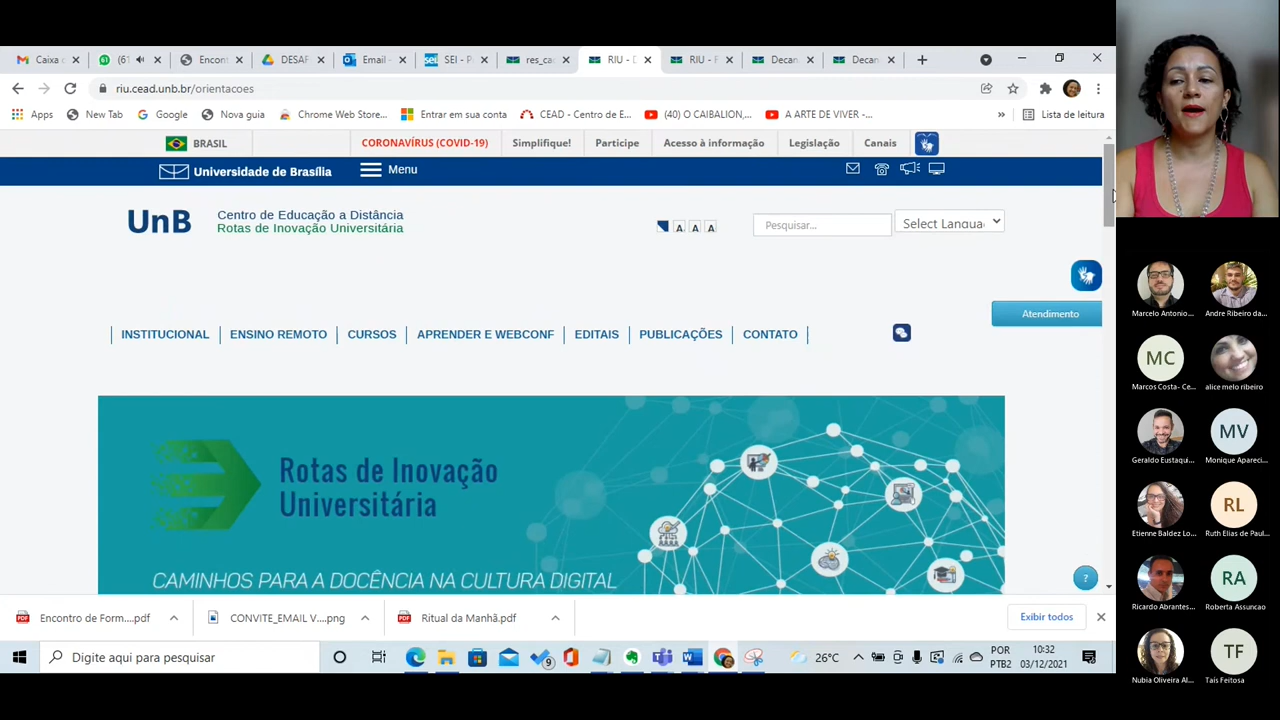 Caixa
(61
Encont
DESAF
Email -
SEI - P
res_ca
RIU - D
RIU - F
Decan
Decan
riu.cead.unb.br/orientacoes
Apps
New Tab
Google
Nova guia
Chrome Web Store...
Entrar em sua conta
CEAD - Centro de E...
(40) O CAIBALION,...
A ARTE DE VIVER -...
»
Lista de leitura
BRASIL
CORONAVÍRUS (COVID-19)
Simplifique!
Participe
Acesso à informação
Legislação
Canais
Universidade de Brasília
Menu
UnB
Centro de Educação a Distância
Rotas de Inovação Universitária
A A A
Pesquisar...
Select Langua
Atendimento
INSTITUCIONAL
ENSINO REMOTO
CURSOS
APRENDER E WEBCONF
EDITAIS
PUBLICAÇÕES
CONTATO
Rotas de Inovação
Universitária
CAMINHOS PARA A DOCÊNCIA NA CULTURA DIGITAL
?
Encontro de Form....pdf
CONVITE_EMAIL V....png
Ritual da Manhã.pdf
Exibir todos
Digite aqui para pesquisar
9
26°C
POR
PTB2
10:32
03/12/2021
Marcelo Antonio...
Andre Ribeiro da...
MC
Marcos Costa- Ce...
alice melo ribeiro
Geraldo Eustaqui...
MV
Monique Apareci...
Etienne Baldez Lo...
RL
Ruth Elias de Paul...
Ricardo Abrantes...
RA
Roberta Assuncao
Nubia Oliveira Al...
TF
Taís Feitosa